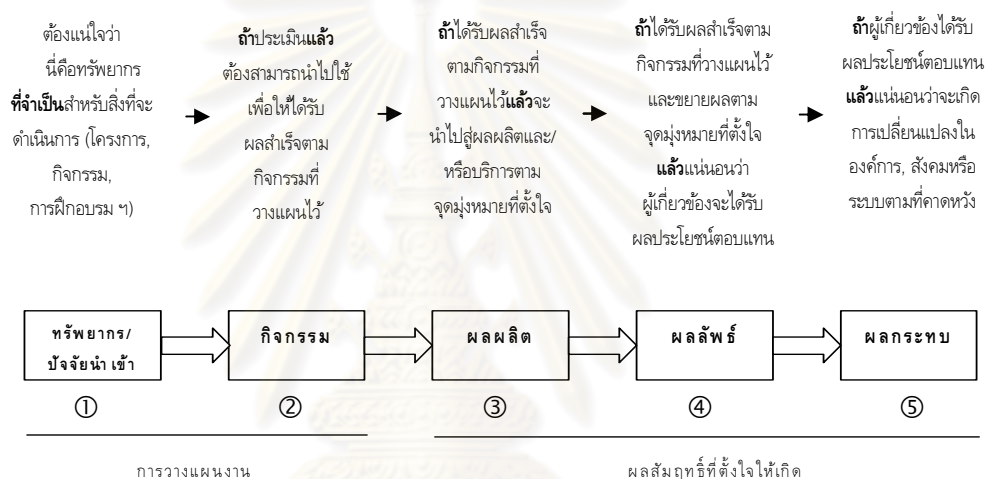 ต้องแน่ใจว่า
นี่คือทรัพยากร
ที่จำเป็นสำหรับสิ่งที่จะ
ดำเนินการ (โครงการ,
กิจกรรม,
การฝึกอบรม ฯ)
ถ้าประเมินแล้ว
ต้องสามารถนำไปใช้
เพื่อให้ได้รับ
ผลสำเร็จตาม
กิจกรรมที่
วางแผนไว้
ถ้าได้รับผลสำเร็จ
ตามกิจกรรมที่
วางแผนไว้แล้วจะ
นำไปสู่ผลผลิตและ/
หรือบริการตาม
จุดมุ่งหมายที่ตั้งใจ
ถ้าได้รับผลสำเร็จตาม
กิจกรรมที่วางแผนไว้
และขยายผลตาม
จุดมุ่งหมายที่ตั้งใจ
แล้วแน่นอนว่า
ผู้เกี่ยวข้องจะได้รับ
ผลประโยชน์ตอบแทน
ถ้าผู้เกี่ยวข้องได้รับ
ผลประโยชน์ตอบแทน
แล้วแน่นอนว่าจะเกิด
การเปลี่ยนแปลงใน
องค์การ, สังคมหรือ
ระบบตามที่คาดหวัง
ทรัพยากร/
ปัจจัยนำเข้า
กิจกรรม
ผลผลิต
ผลลัพธ์
ผลกระทบ
① ② ③ ④ ⑤
การวางแผนงาน
ผลสัมฤทธิ์ที่ตั้งใจให้เกิด